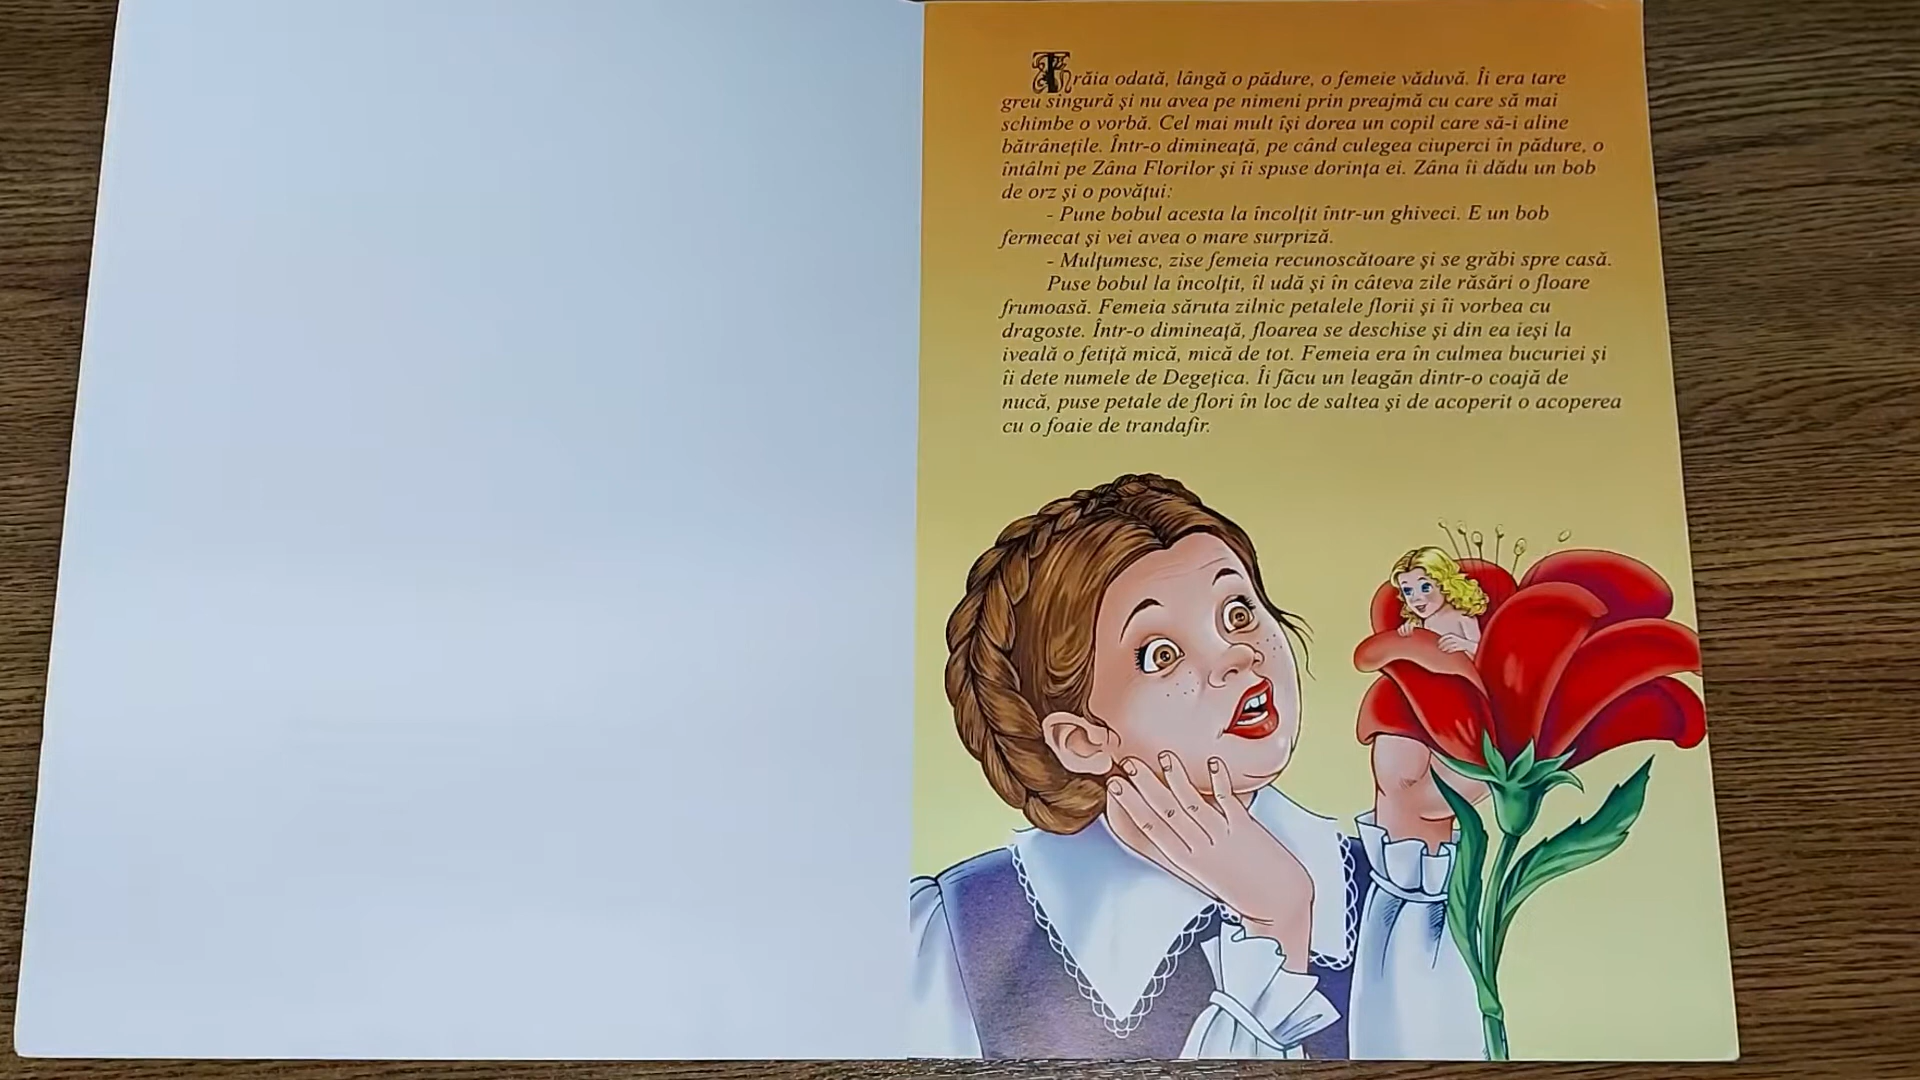 Trăia odată, lângă o pădure, o femeie văduvă. Îi era tare
greu singură şi nu avea pe nimeni prin preajmă cu care să mai
schimbe o vorbă. Cel mai mult îşi dorea un copil care să-i aline
bătrâneţile. Într-o dimineaţă, pe când culegea ciuperci în pădure, o
întâlni pe Zâna Florilor şi îi spuse dorinţa ei. Zâna îi dădu un bob
de orz şi o povăţui:
- Pune bobul acesta la încolţit într-un ghiveci. E un bob
fermecat şi vei avea o mare surpriză.
- Mulţumesc, zise femeia recunoscătoare şi se grăbi spre casă.
Puse bobul la încolţit, îl udă şi în câteva zile răsări o floare
frumoasă. Femeia săruta zilnic petalele florii şi îi vorbea cu
dragoste. Într-o dimineaţă, floarea se deschise şi din ea ieşi la
iveală o fetiţă mică, mică de tot. Femeia era în culmea bucuriei şi
îi dete numele de Degeţica. Îi făcu un leagăn dintr-o coajă de
nucă, puse petale de flori în loc de saltea şi de acoperit o acoperea
cu o foaie de trandafir.